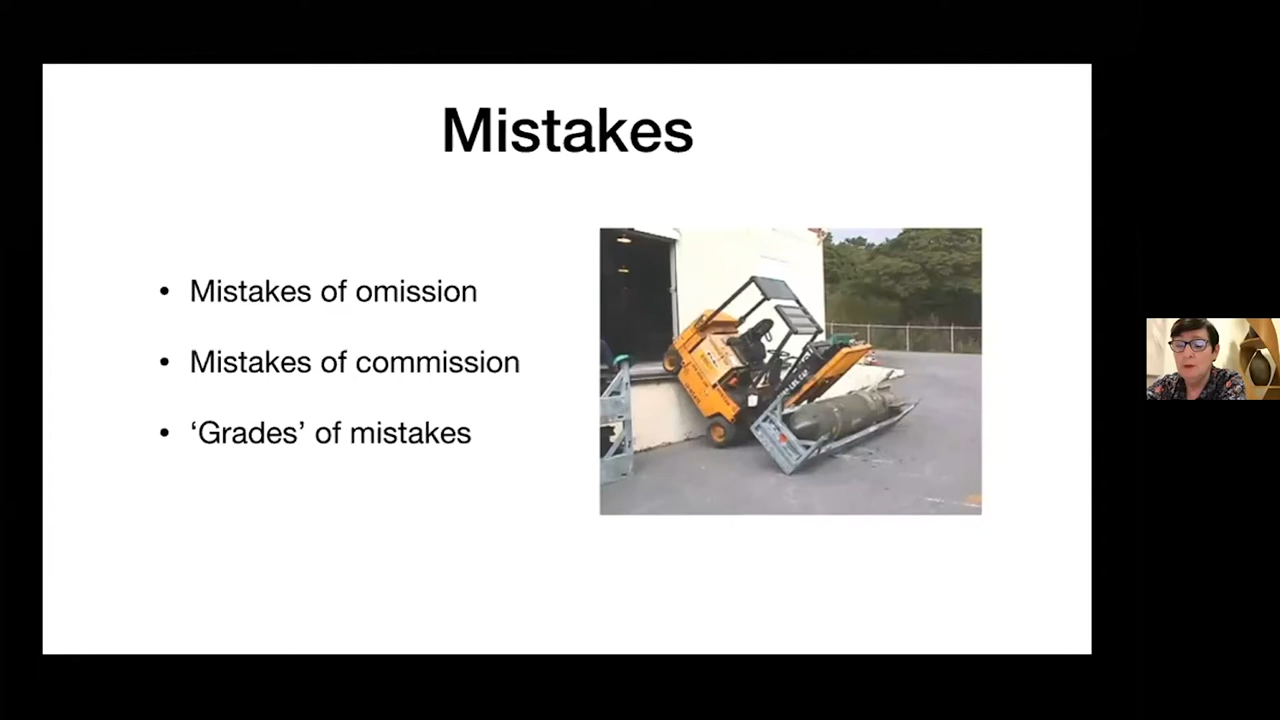 Mistakes
• Mistakes of omission
• Mistakes of commission
• ‘Grades’ of mistakes